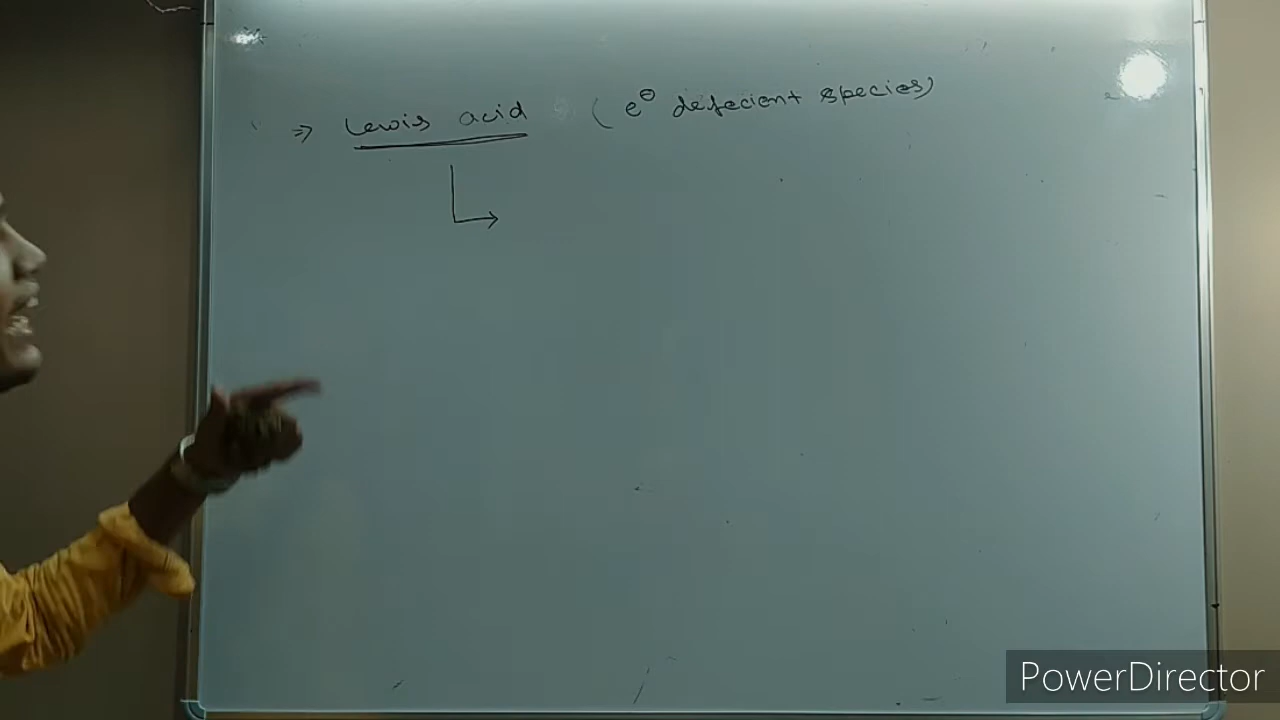 ⇒ Lewis acid (e⊖ defecient species)
PowerDirector